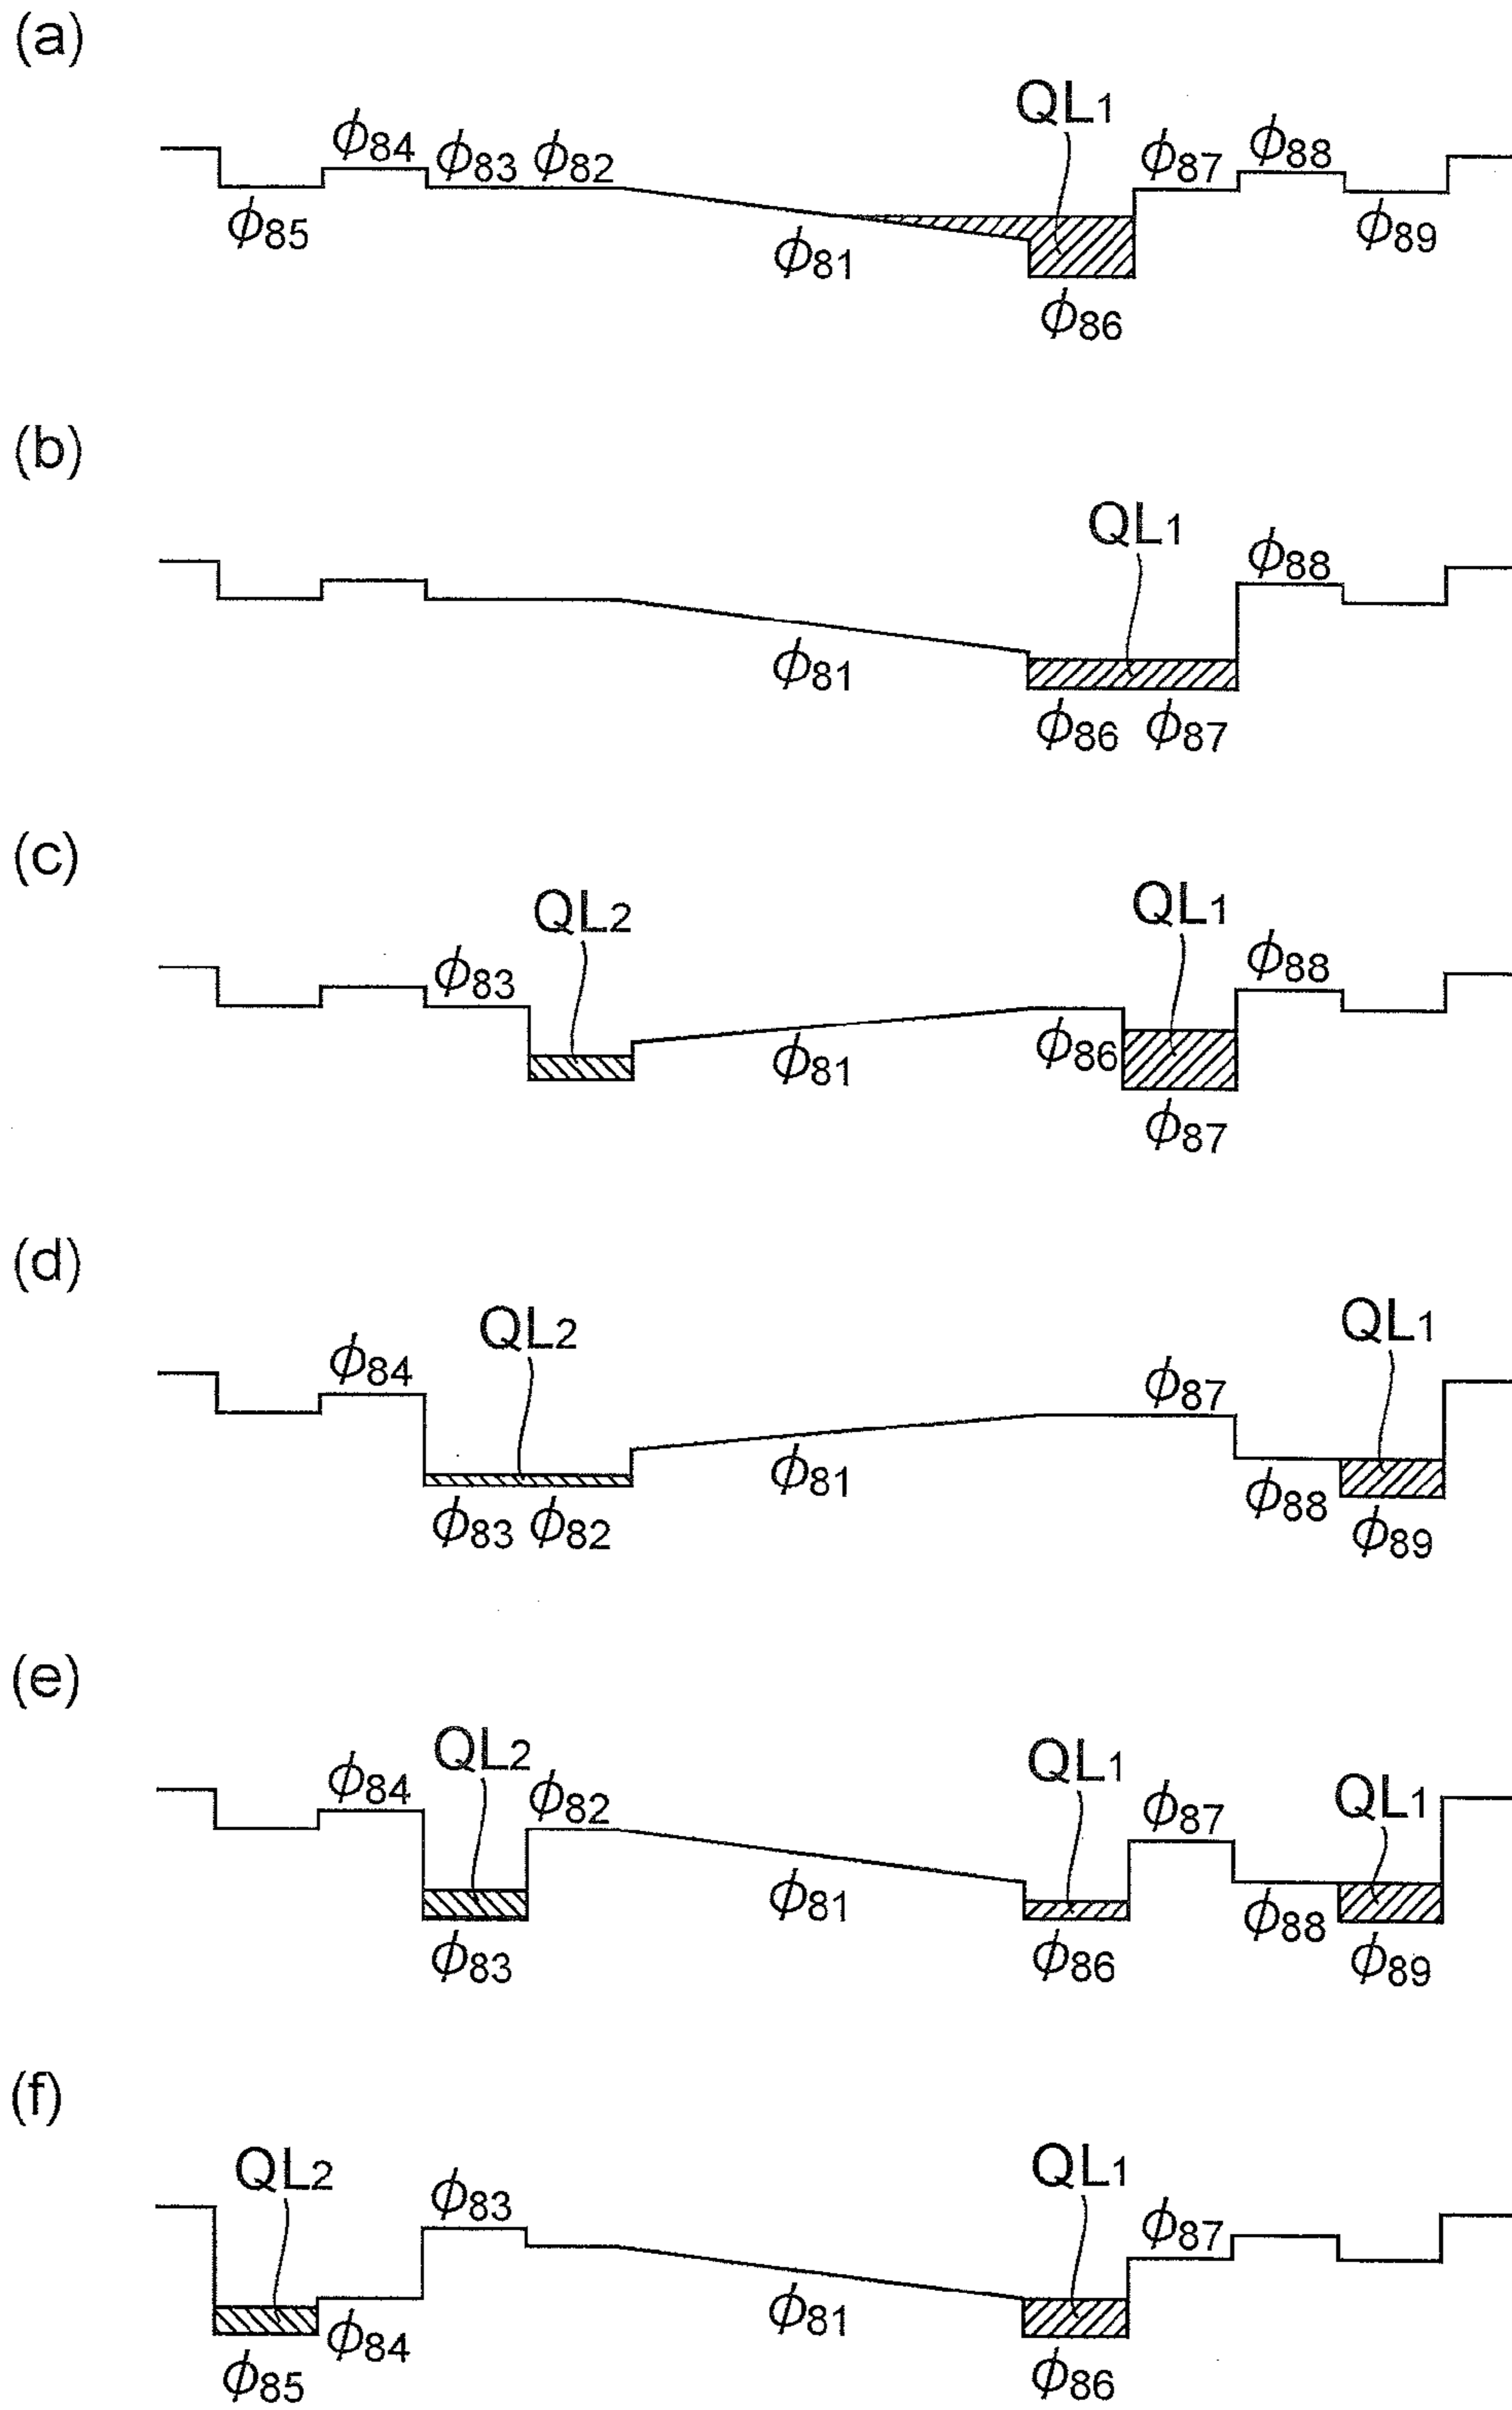 (a)
QL1
ϕ84 ϕ83 ϕ82 ϕ87 ϕ88
ϕ85 ϕ81 ϕ89
ϕ86
(b)
QL1
ϕ88
ϕ81
ϕ86 ϕ87
(c)
QL2 QL1
ϕ83 ϕ88
ϕ81 ϕ86
ϕ87
(d)
QL2 QL1
ϕ84 ϕ87
ϕ81 ϕ88
ϕ83 ϕ82 ϕ89
(e)
QL2 QL1 QL1
ϕ84 ϕ82 ϕ87
ϕ81 ϕ88
ϕ83 ϕ86 ϕ89
(f)
QL2 QL1
ϕ83 ϕ87
ϕ84 ϕ81
ϕ85 ϕ86